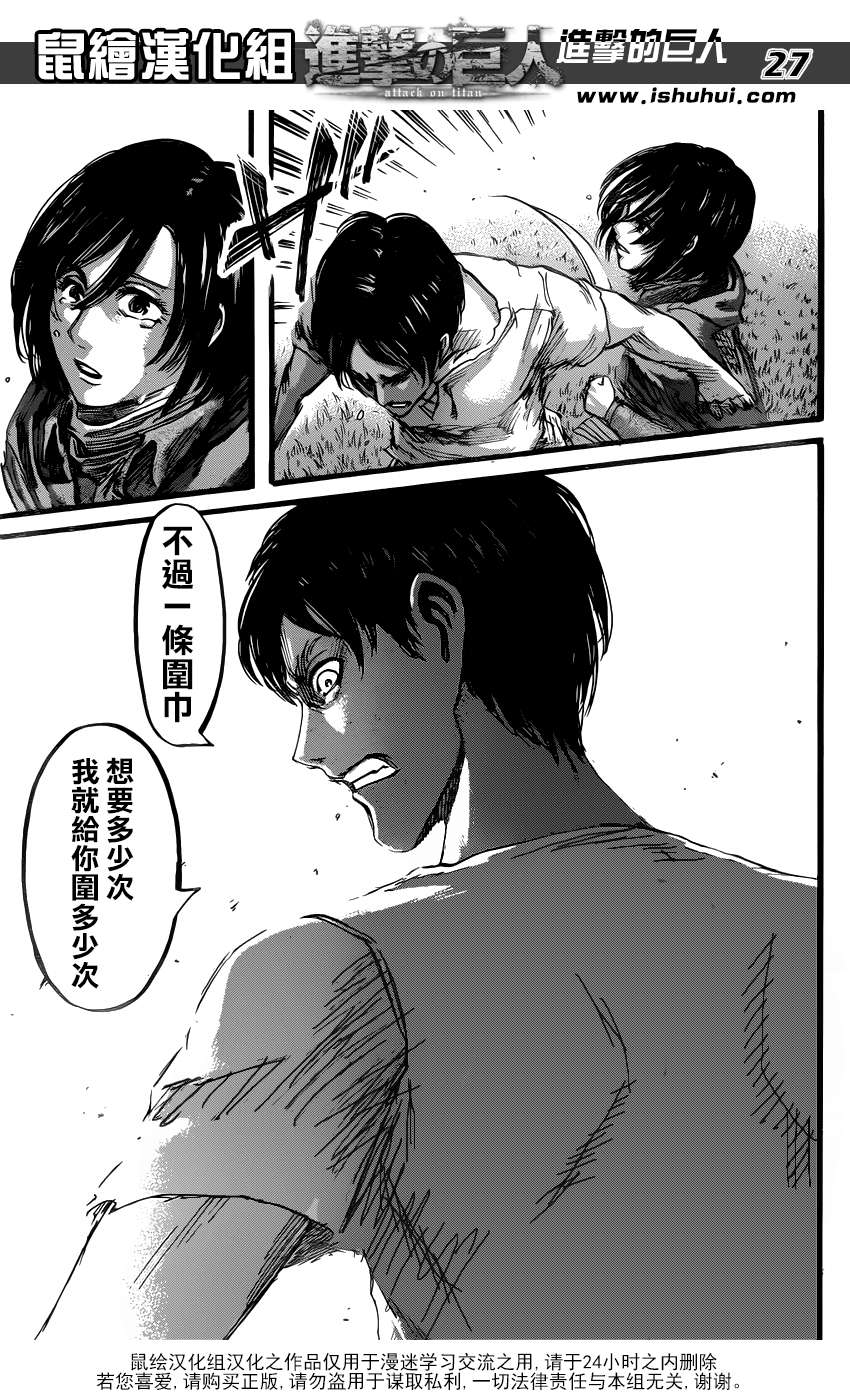 鼠繪漢化組
進撃の巨人
attack on titan
進擊的巨人
www.ishuhui.com
27
不過一條圍巾
想要多少次
我就給你圍多少次
鼠绘汉化组汉化之作品仅用于漫迷学习交流之用,请于24小时之内删除
若您喜爱,请购买正版,请勿盗用于谋取私利,一切法律责任与本组无关,谢谢。